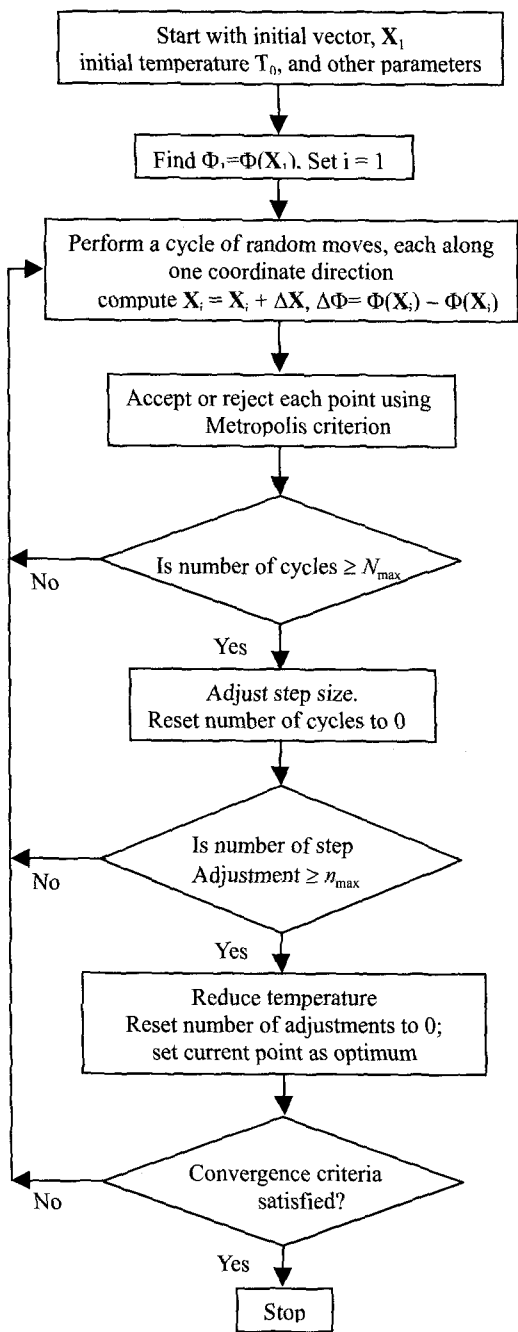 Start with initial vector, X₁
initial temperature T₀, and other parameters
Find Φ₁=Φ(X₁). Set i = 1
Perform a cycle of random moves, each along
one coordinate direction
compute Xᵢ = Xᵢ + ΔX, ΔΦ= Φ(Xᵢ) – Φ(Xᵢ)
Accept or reject each point using
Metropolis criterion
Is number of cycles ≥ Nmax
No
Yes
Adjust step size.
Reset number of cycles to 0
Is number of step
Adjustment ≥ nmax
No
Yes
Reduce temperature
Reset number of adjustments to 0;
set current point as optimum
Convergence criteria
satisfied?
No
Yes
Stop